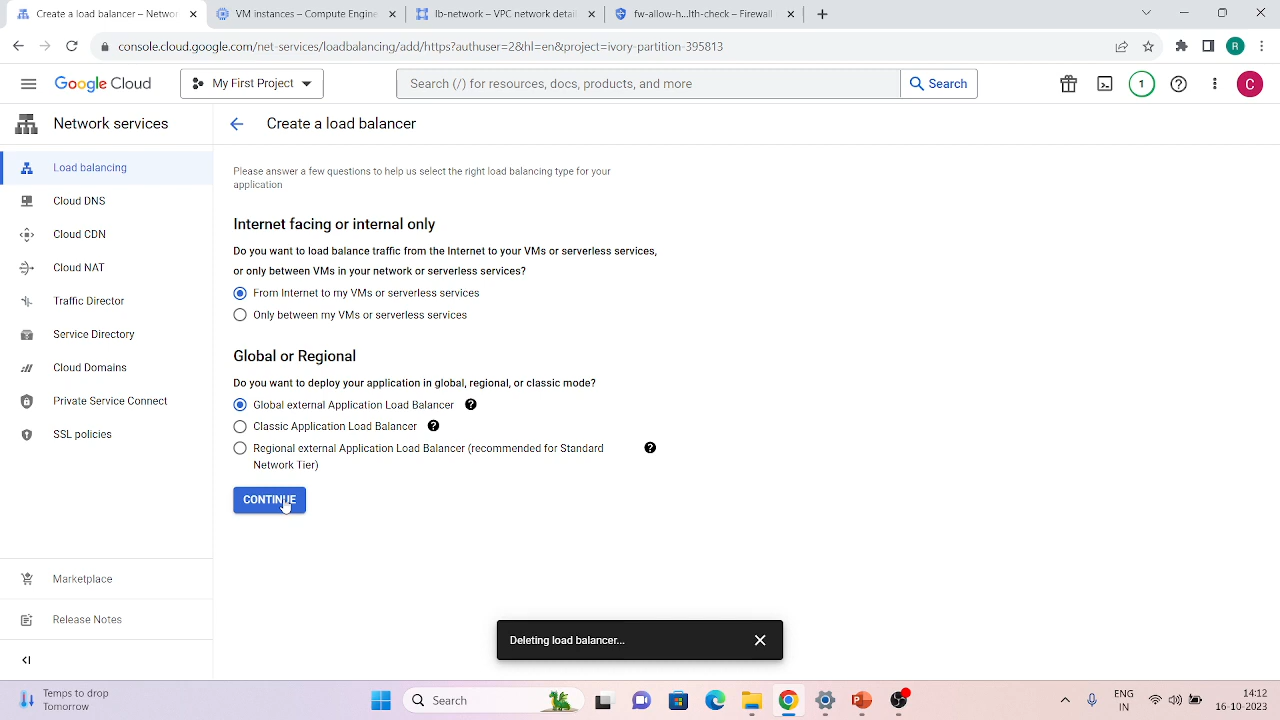 Create a load balancer – Networ
VM instances – Compute Engine
lb-network – VPC network detail
fw-allow-h...lth-check – Firewall
console.cloud.google.com/net-services/loadbalancing/add/https?authuser=2&hl=en&project=ivory-partition-395813
R
Google Cloud
My First Project
Search (/) for resources, docs, products, and more
Search
1
C
Network services
Create a load balancer
Load balancing
Cloud DNS
Cloud CDN
Cloud NAT
Traffic Director
Service Directory
Cloud Domains
Private Service Connect
SSL policies
Marketplace
Release Notes
Please answer a few questions to help us select the right load balancing type for your
application
Internet facing or internal only
Do you want to load balance traffic from the Internet to your VMs or serverless services,
or only between VMs in your network or serverless services?
From Internet to my VMs or serverless services
Only between my VMs or serverless services
Global or Regional
Do you want to deploy your application in global, regional, or classic mode?
Global external Application Load Balancer
Classic Application Load Balancer
Regional external Application Load Balancer (recommended for Standard
Network Tier)
CONTINUE
Deleting load balancer...
Temps to drop
Tomorrow
Search
ENG
IN
14:12
16-10-2023